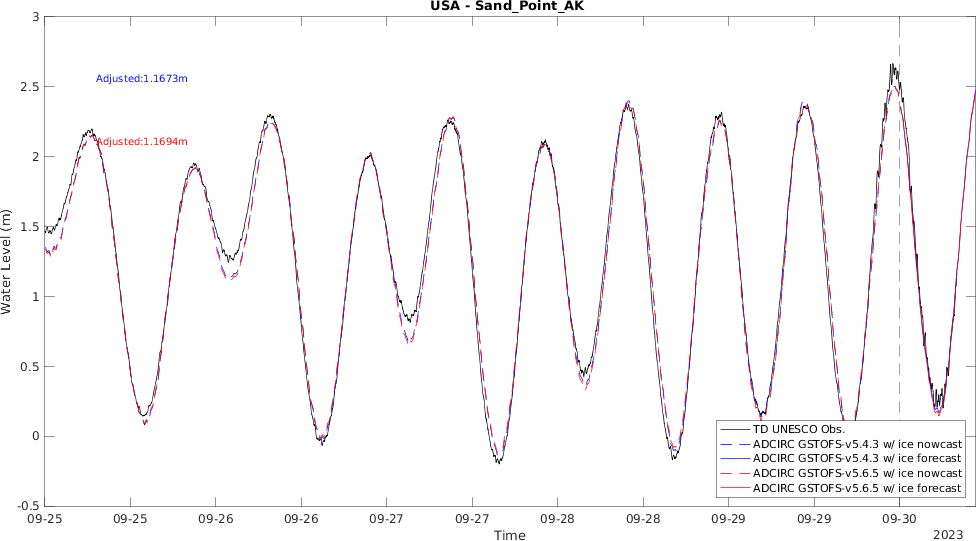 USA - Sand_Point_AK
3
2.5
2
1.5
1
0.5
0
-0.5
Water Level (m)
Adjusted:1.1673m
Adjusted:1.1694m
TD UNESCO Obs.
ADCIRC GSTOFS-v5.4.3 w/ ice nowcast
ADCIRC GSTOFS-v5.4.3 w/ ice forecast
ADCIRC GSTOFS-v5.6.5 w/ ice nowcast
ADCIRC GSTOFS-v5.6.5 w/ ice forecast
09-25 09-25 09-26 09-26 09-27 09-27 09-28 09-28 09-29 09-29 09-30
Time
2023